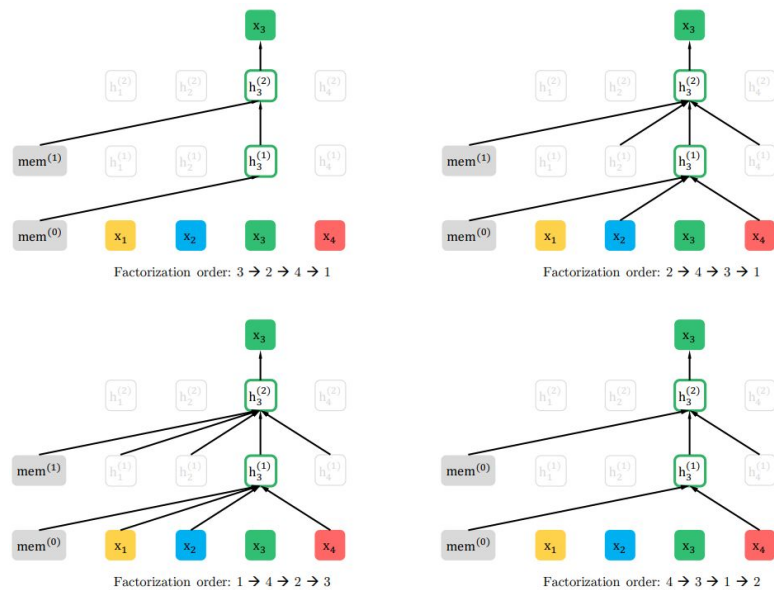 x₃ x₃
h₁⁽²⁾ h₂⁽²⁾ h₃⁽²⁾ h₄⁽²⁾ h₁⁽²⁾ h₂⁽²⁾ h₃⁽²⁾ h₄⁽²⁾
mem⁽¹⁾ h₁⁽¹⁾ h₂⁽¹⁾ h₃⁽¹⁾ h₄⁽¹⁾ mem⁽¹⁾ h₁⁽¹⁾ h₂⁽¹⁾ h₃⁽¹⁾ h₄⁽¹⁾
mem⁽⁰⁾ x₁ x₂ x₃ x₄ mem⁽⁰⁾ x₁ x₂ x₃ x₄
Factorization order: 3 → 2 → 4 → 1 Factorization order: 2 → 4 → 3 → 1
x₃ x₃
h₁⁽²⁾ h₂⁽²⁾ h₃⁽²⁾ h₄⁽²⁾ h₁⁽²⁾ h₂⁽²⁾ h₃⁽²⁾ h₄⁽²⁾
mem⁽¹⁾ h₁⁽¹⁾ h₂⁽¹⁾ h₃⁽¹⁾ h₄⁽¹⁾ mem⁽⁰⁾ h₁⁽¹⁾ h₂⁽¹⁾ h₃⁽¹⁾ h₄⁽¹⁾
mem⁽⁰⁾ x₁ x₂ x₃ x₄ mem⁽⁰⁾ x₁ x₂ x₃ x₄
Factorization order: 1 → 4 → 2 → 3 Factorization order: 4 → 3 → 1 → 2